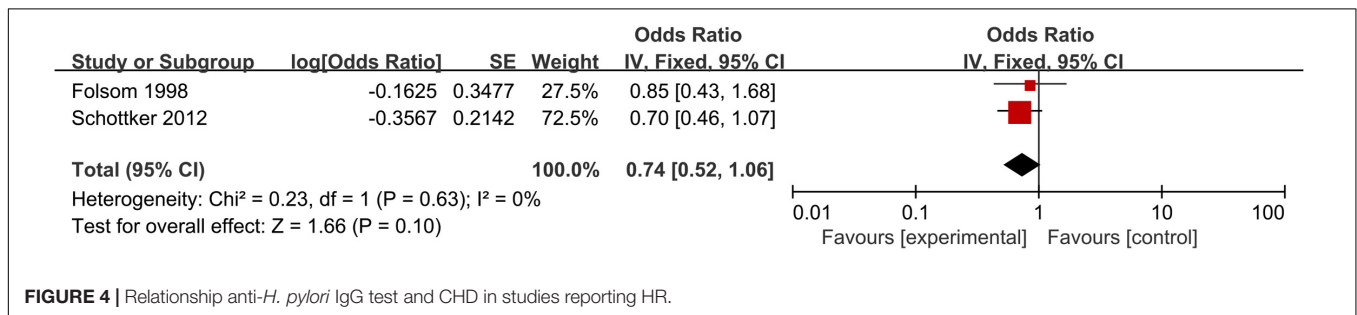 Odds Ratio Odds Ratio
Study or Subgroup log[Odds Ratio] SE Weight IV, Fixed, 95% CI IV, Fixed, 95% CI
Folsom 1998 -0.1625 0.3477 27.5% 0.85 [0.43, 1.68]
Schottker 2012 -0.3567 0.2142 72.5% 0.70 [0.46, 1.07]
Total (95% CI) 100.0% 0.74 [0.52, 1.06]
Heterogeneity: Chi² = 0.23, df = 1 (P = 0.63); I² = 0%
Test for overall effect: Z = 1.66 (P = 0.10)
0.01 0.1 1 10 100
Favours [experimental] Favours [control]
FIGURE 4 | Relationship anti-H. pylori IgG test and CHD in studies reporting HR.